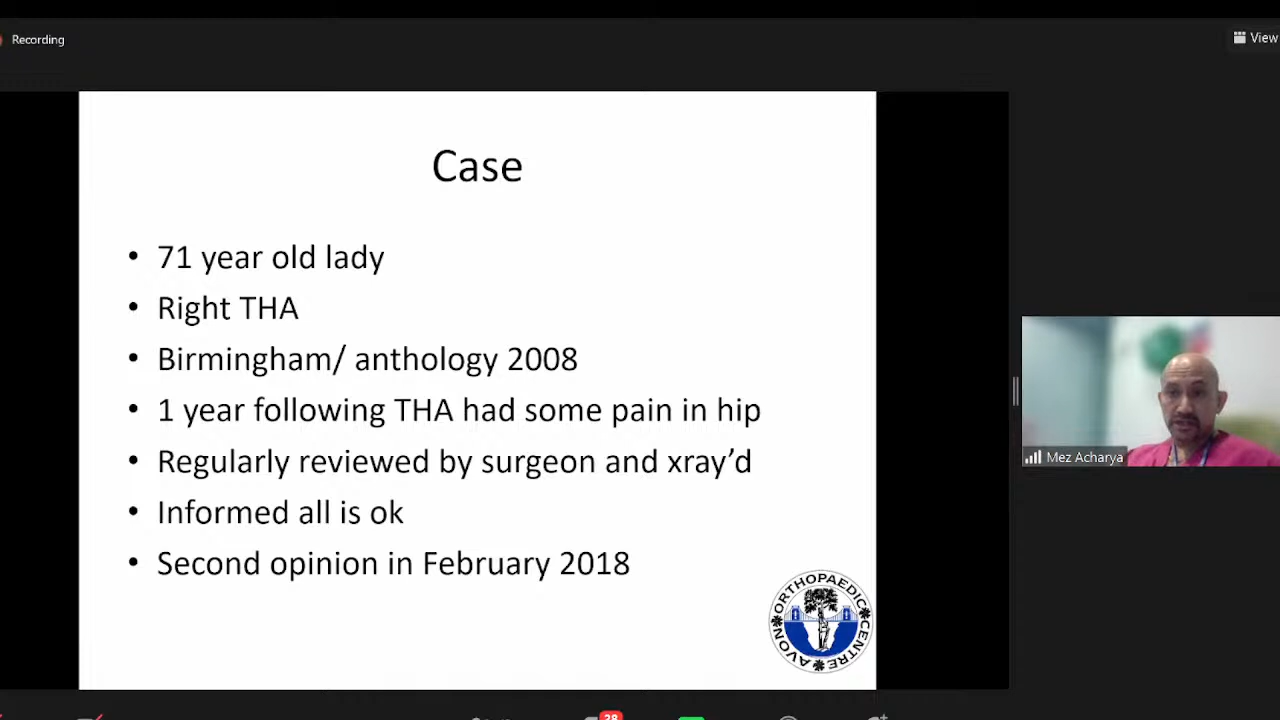 Recording
View
Case
• 71 year old lady
• Right THA
• Birmingham/ anthology 2008
• 1 year following THA had some pain in hip
• Regularly reviewed by surgeon and xray’d
• Informed all is ok
• Second opinion in February 2018
AVON ORTHOPAEDIC CENTRE
Mez Acharya
28